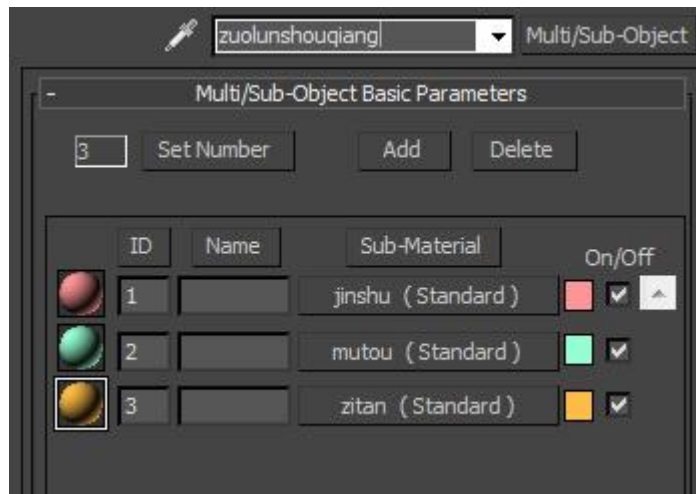 zuolunshouqiang Multi/Sub-Object
- Multi/Sub-Object Basic Parameters
3 Set Number Add Delete
ID Name Sub-Material On/Off
1 jinshu ( Standard )
2 mutou ( Standard )
3 zitan ( Standard )